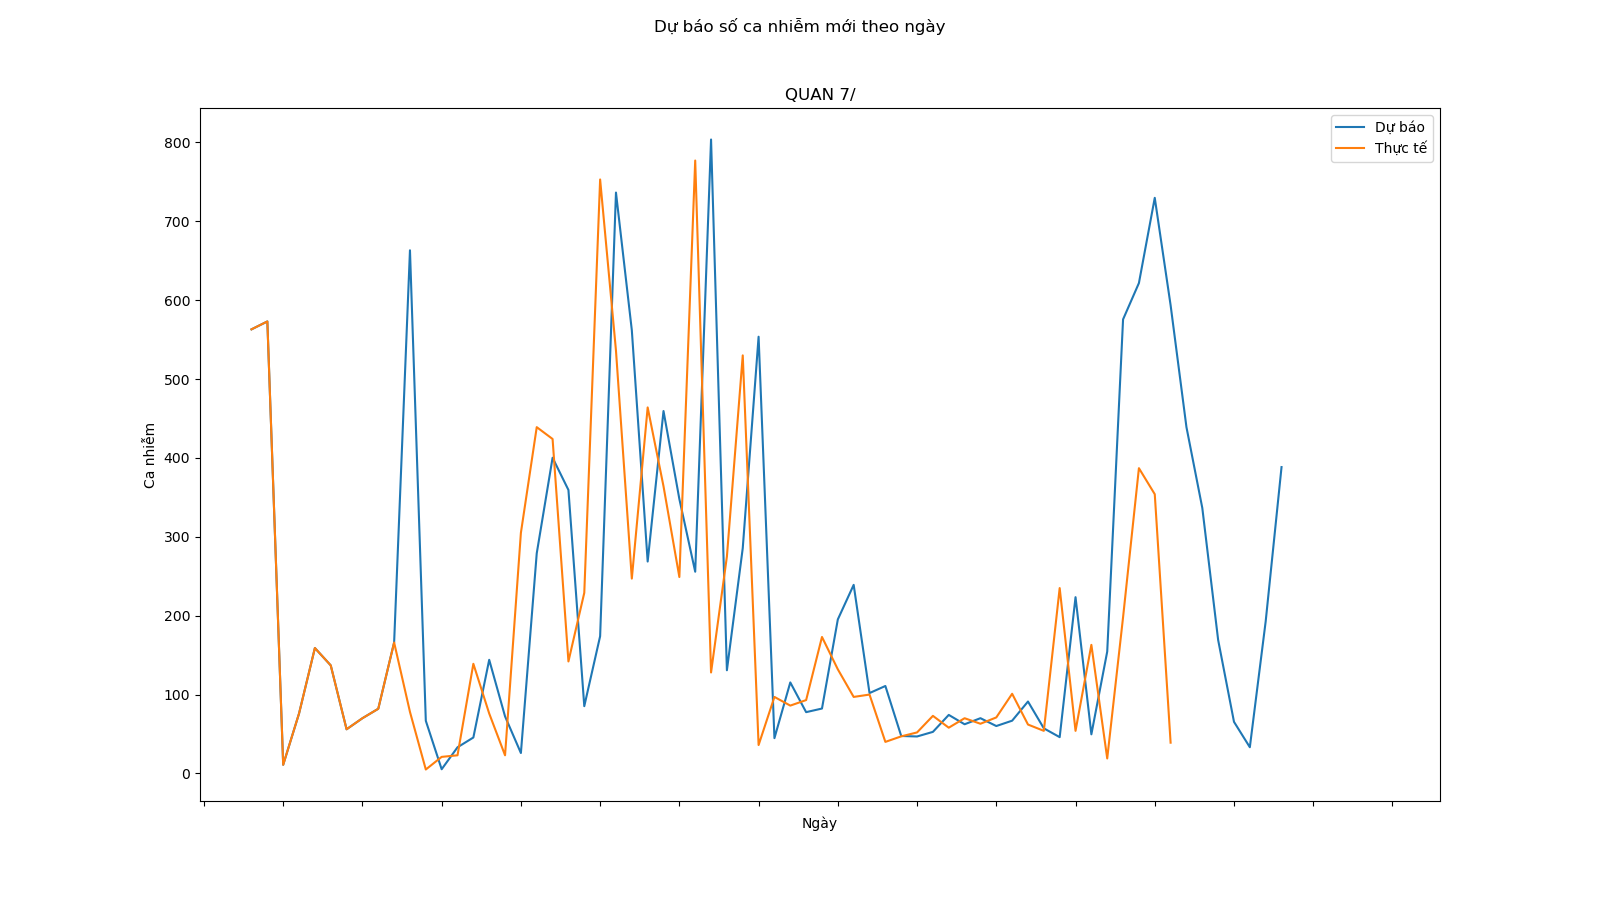 Dự báo số ca nhiễm mới theo ngày
QUAN 7/
Dự báo
Thực tế
800
700
600
500
400
300
200
100
0
Ca nhiễm
Ngày